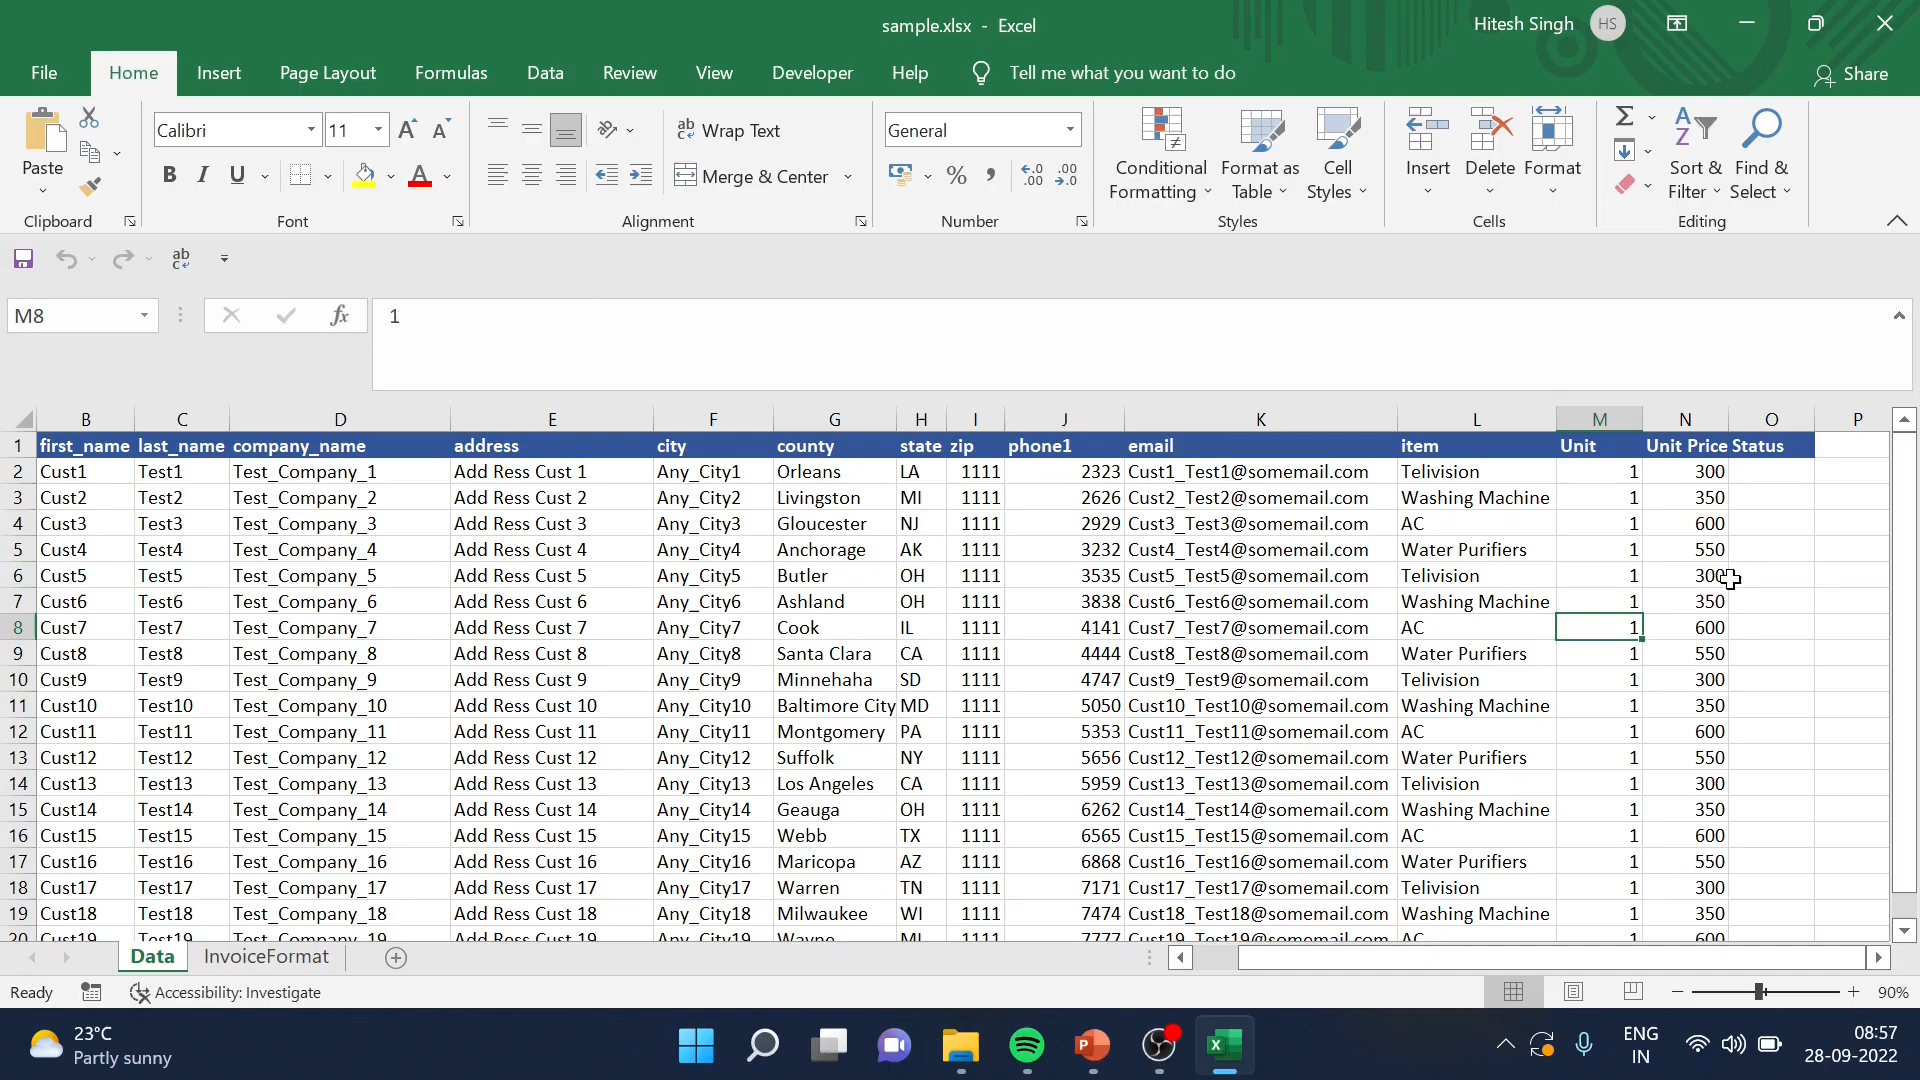 sample.xlsx - Excel
Hitesh Singh HS
File Home Insert Page Layout Formulas Data Review View Developer Help Tell me what you want to do Share
Paste
Clipboard
Calibri 11
B I U
Font
Wrap Text
Merge & Center
Alignment
General
Number
Conditional Formatting
Format as Table
Cell Styles
Styles
Insert Delete Format
Cells
Sort & Filter
Find & Select
Editing
M8 fx 1
B C D E F G H I J K L M N O P
1 first_name last_name company_name address city county state zip phone1 email item Unit Unit Price Status
2 Cust1 Test1 Test_Company_1 Add Ress Cust 1 Any_City1 Orleans LA 1111 2323 Cust1_Test1@somemail.com Telivision 1 300
3 Cust2 Test2 Test_Company_2 Add Ress Cust 2 Any_City2 Livingston MI 1111 2626 Cust2_Test2@somemail.com Washing Machine 1 350
4 Cust3 Test3 Test_Company_3 Add Ress Cust 3 Any_City3 Gloucester NJ 1111 2929 Cust3_Test3@somemail.com AC 1 600
5 Cust4 Test4 Test_Company_4 Add Ress Cust 4 Any_City4 Anchorage AK 1111 3232 Cust4_Test4@somemail.com Water Purifiers 1 550
6 Cust5 Test5 Test_Company_5 Add Ress Cust 5 Any_City5 Butler OH 1111 3535 Cust5_Test5@somemail.com Telivision 1 300
7 Cust6 Test6 Test_Company_6 Add Ress Cust 6 Any_City6 Ashland OH 1111 3838 Cust6_Test6@somemail.com Washing Machine 1 350
8 Cust7 Test7 Test_Company_7 Add Ress Cust 7 Any_City7 Cook IL 1111 4141 Cust7_Test7@somemail.com AC 1 600
9 Cust8 Test8 Test_Company_8 Add Ress Cust 8 Any_City8 Santa Clara CA 1111 4444 Cust8_Test8@somemail.com Water Purifiers 1 550
10 Cust9 Test9 Test_Company_9 Add Ress Cust 9 Any_City9 Minnehaha SD 1111 4747 Cust9_Test9@somemail.com Telivision 1 300
11 Cust10 Test10 Test_Company_10 Add Ress Cust 10 Any_City10 Baltimore City MD 1111 5050 Cust10_Test10@somemail.com Washing Machine 1 350
12 Cust11 Test11 Test_Company_11 Add Ress Cust 11 Any_City11 Montgomery PA 1111 5353 Cust11_Test11@somemail.com AC 1 600
13 Cust12 Test12 Test_Company_12 Add Ress Cust 12 Any_City12 Suffolk NY 1111 5656 Cust12_Test12@somemail.com Water Purifiers 1 550
14 Cust13 Test13 Test_Company_13 Add Ress Cust 13 Any_City13 Los Angeles CA 1111 5959 Cust13_Test13@somemail.com Telivision 1 300
15 Cust14 Test14 Test_Company_14 Add Ress Cust 14 Any_City14 Geauga OH 1111 6262 Cust14_Test14@somemail.com Washing Machine 1 350
16 Cust15 Test15 Test_Company_15 Add Ress Cust 15 Any_City15 Webb TX 1111 6565 Cust15_Test15@somemail.com AC 1 600
17 Cust16 Test16 Test_Company_16 Add Ress Cust 16 Any_City16 Maricopa AZ 1111 6868 Cust16_Test16@somemail.com Water Purifiers 1 550
18 Cust17 Test17 Test_Company_17 Add Ress Cust 17 Any_City17 Warren TN 1111 7171 Cust17_Test17@somemail.com Telivision 1 300
19 Cust18 Test18 Test_Company_18 Add Ress Cust 18 Any_City18 Milwaukee WI 1111 7474 Cust18_Test18@somemail.com Washing Machine 1 350
20 Cust19 Test19 Test_Company_19 Add Ress Cust 19 Any_City19 Wayne MI 1111 7777 Cust19_Test19@somemail.com AC 1 600
Data InvoiceFormat
Ready Accessibility: Investigate 90%
23°C
Partly sunny
ENG
IN
08:57
28-09-2022